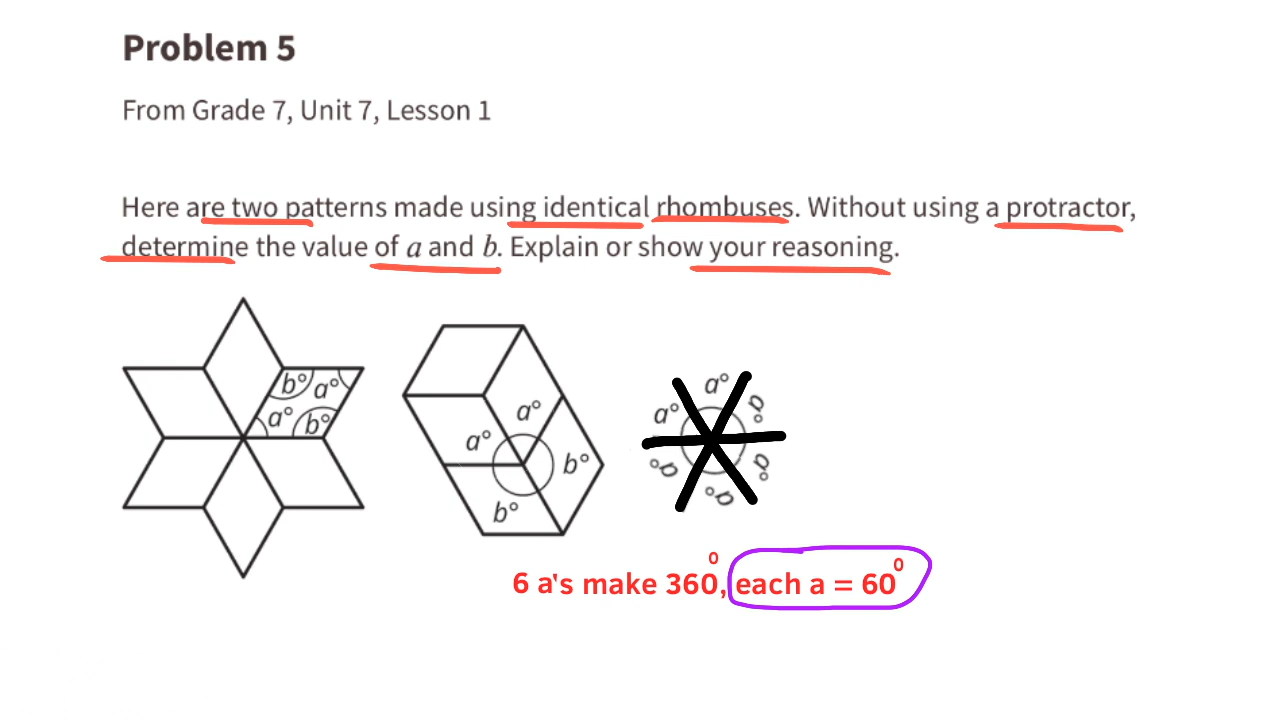 Problem 5
From Grade 7, Unit 7, Lesson 1
Here are two patterns made using identical rhombuses. Without using a protractor,
determine the value of a and b. Explain or show your reasoning.
b° a°
a° b°
a°
a°
b°
b°
a°
a°
a°
a°
a°
a°
6 a's make 360°, each a = 60°